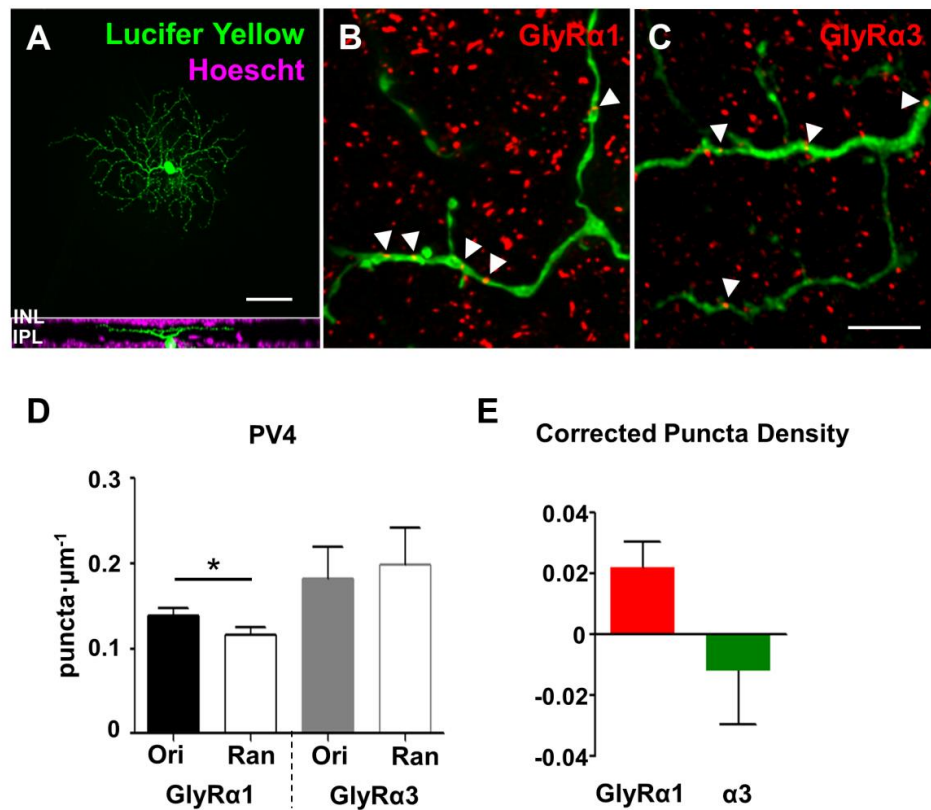 A
Lucifer Yellow
Hoescht
INL
IPL
B
GlyRα1
C
GlyRα3
D
PV4
puncta·µm⁻¹
0.3
0.2
0.1
0
*
Ori Ran Ori Ran
GlyRα1 GlyRα3
E
Corrected Puncta Density
0.04
0.02
0
-0.02
-0.04
GlyRα1 α3